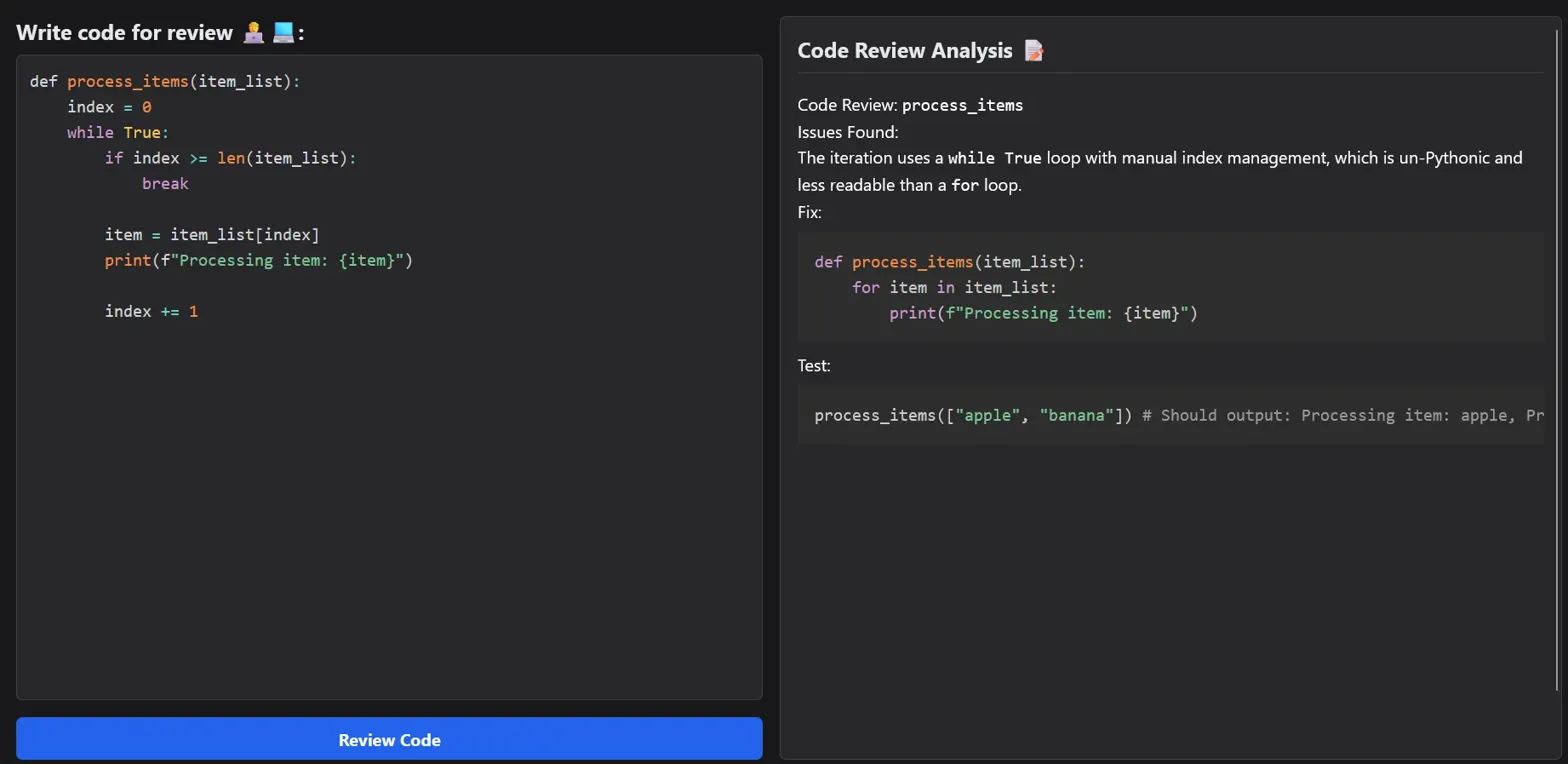 Write code for review 🧑‍💻 💻:
def process_items(item_list):
    index = 0
    while True:
        if index >= len(item_list):
            break
        item = item_list[index]
        print(f"Processing item: {item}")
        index += 1
Review Code
Code Review Analysis 📝
Code Review: process_items
Issues Found:
The iteration uses a while True loop with manual index management, which is un-Pythonic and
less readable than a for loop.
Fix:
def process_items(item_list):
    for item in item_list:
        print(f"Processing item: {item}")
Test:
process_items(["apple", "banana"]) # Should output: Processing item: apple, Pr